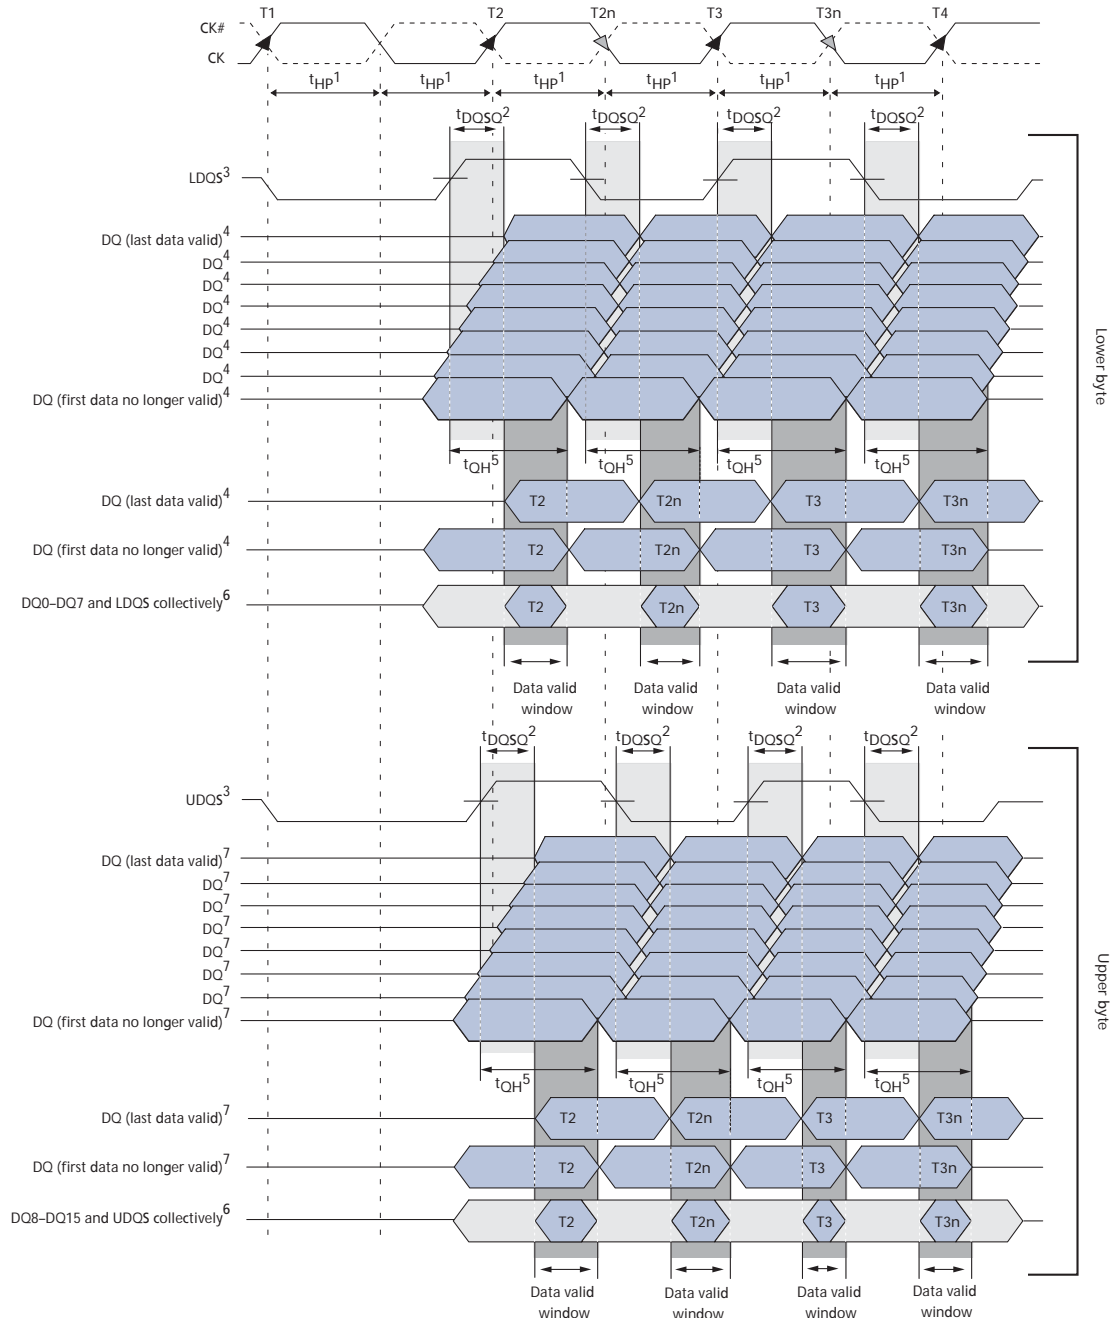 T1 T2 T2n T3 T3n T4
CK#
CK
tHP1 tHP1 tHP1 tHP1 tHP1 tHP1
tDQSQ2 tDQSQ2 tDQSQ2 tDQSQ2
LDQS3
DQ (last data valid)4
DQ4
DQ4
DQ4
DQ4
DQ4
DQ4
DQ (first data no longer valid)4
Lower byte
tQH5 tQH5 tQH5 tQH5
DQ (last data valid)4 T2 T2n T3 T3n
DQ (first data no longer valid)4 T2 T2n T3 T3n
DQ0–DQ7 and LDQS collectively6 T2 T2n T3 T3n
Data valid Data valid Data valid Data valid
window window window window
tDQSQ2 tDQSQ2 tDQSQ2 tDQSQ2
UDQS3
DQ (last data valid)7
DQ7
DQ7
DQ7
DQ7
DQ7
DQ7
DQ (first data no longer valid)7
Upper byte
tQH5 tQH5 tQH5 tQH5
DQ (last data valid)7 T2 T2n T3 T3n
DQ (first data no longer valid)7 T2 T2n T3 T3n
DQ8–DQ15 and UDQS collectively6 T2 T2n T3 T3n
Data valid Data valid Data valid Data valid
window window window window